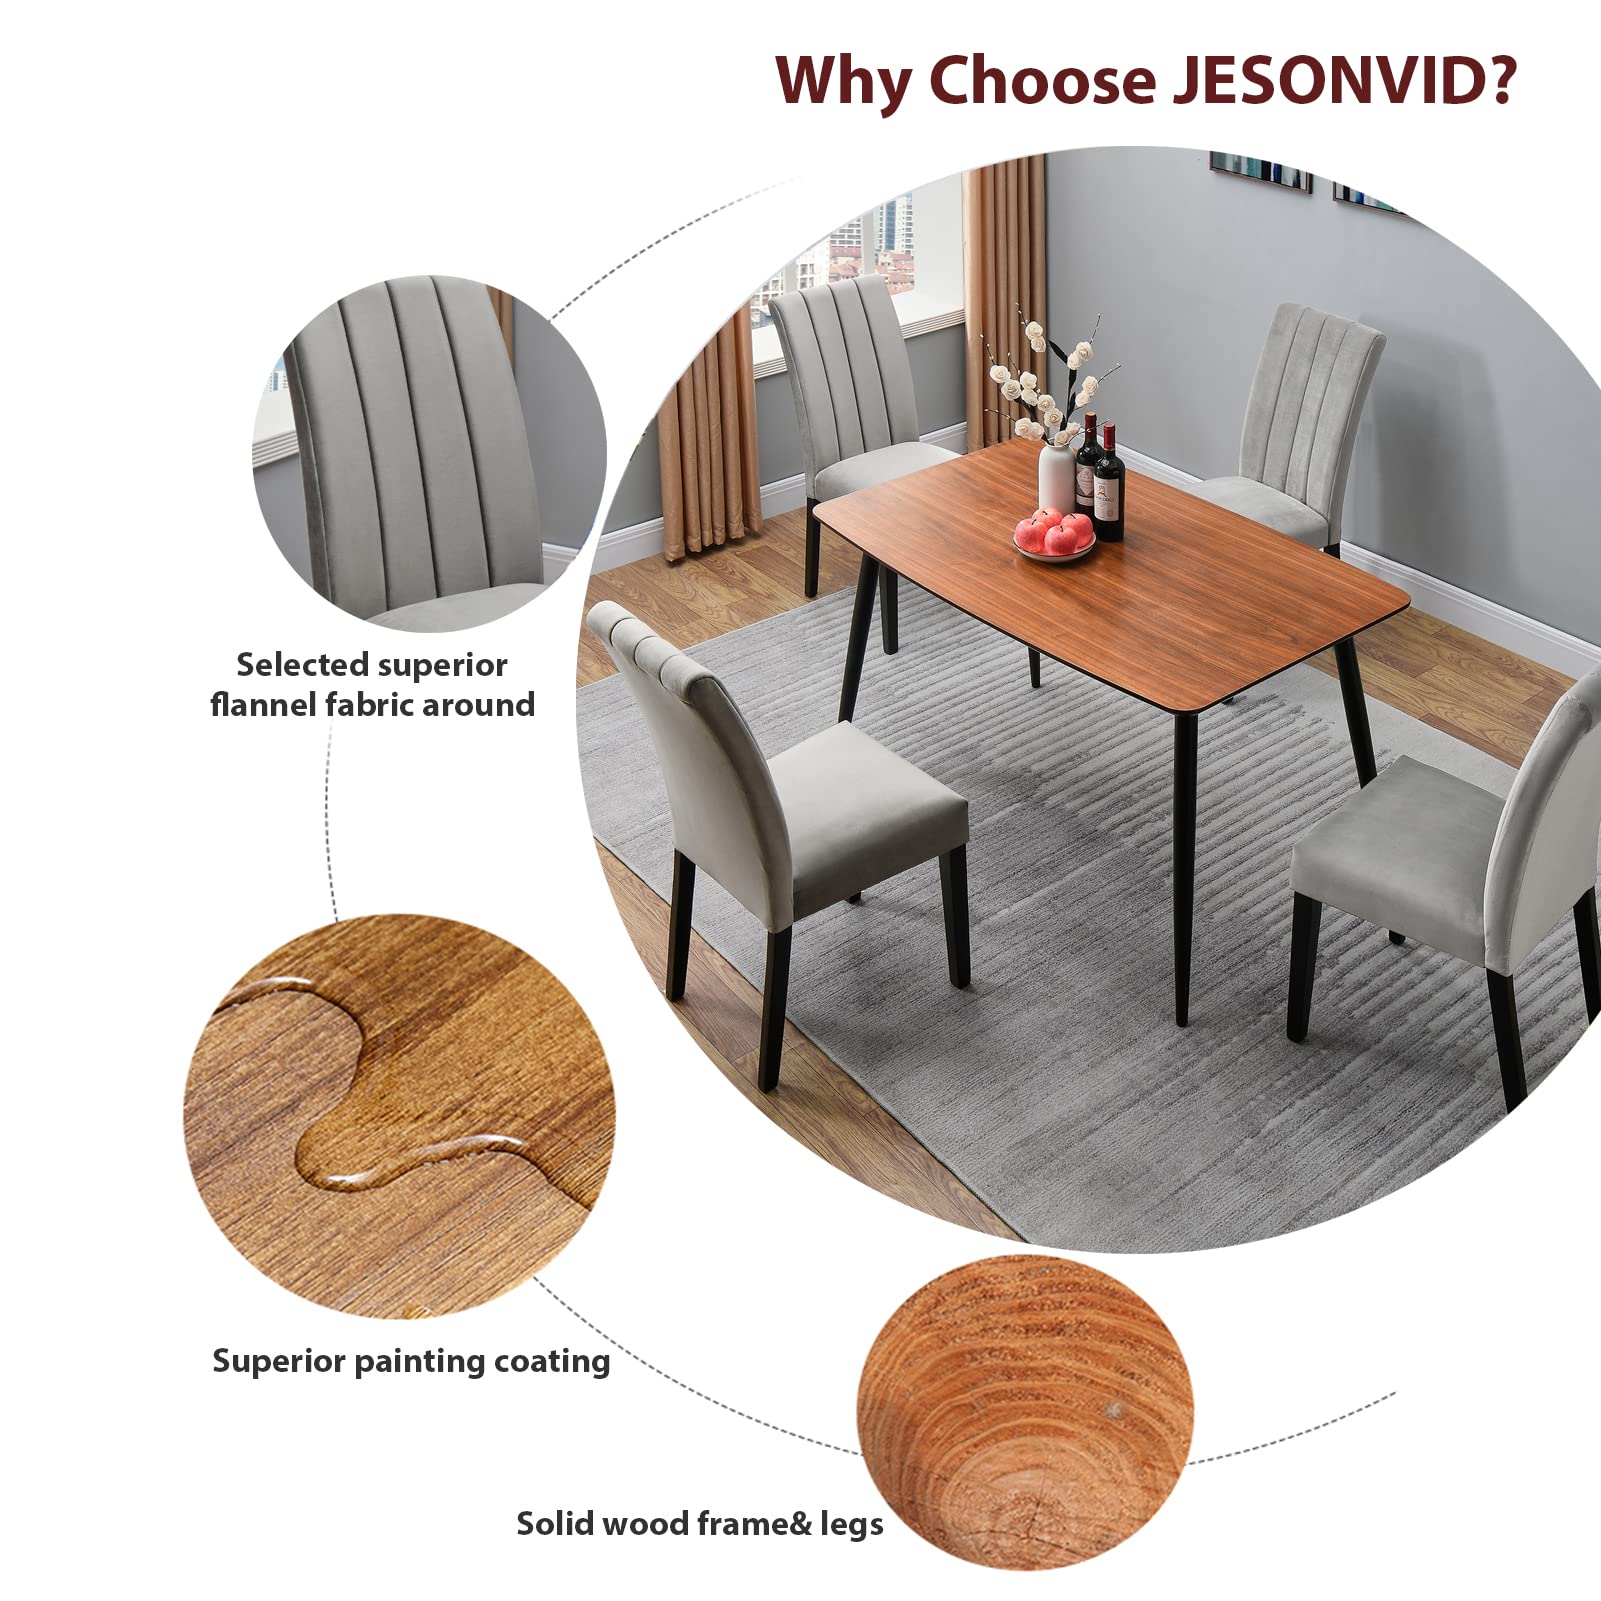 Why Choose JESONVID?
Selected superior
flannel fabric around
Superior painting coating
Solid wood frame& legs